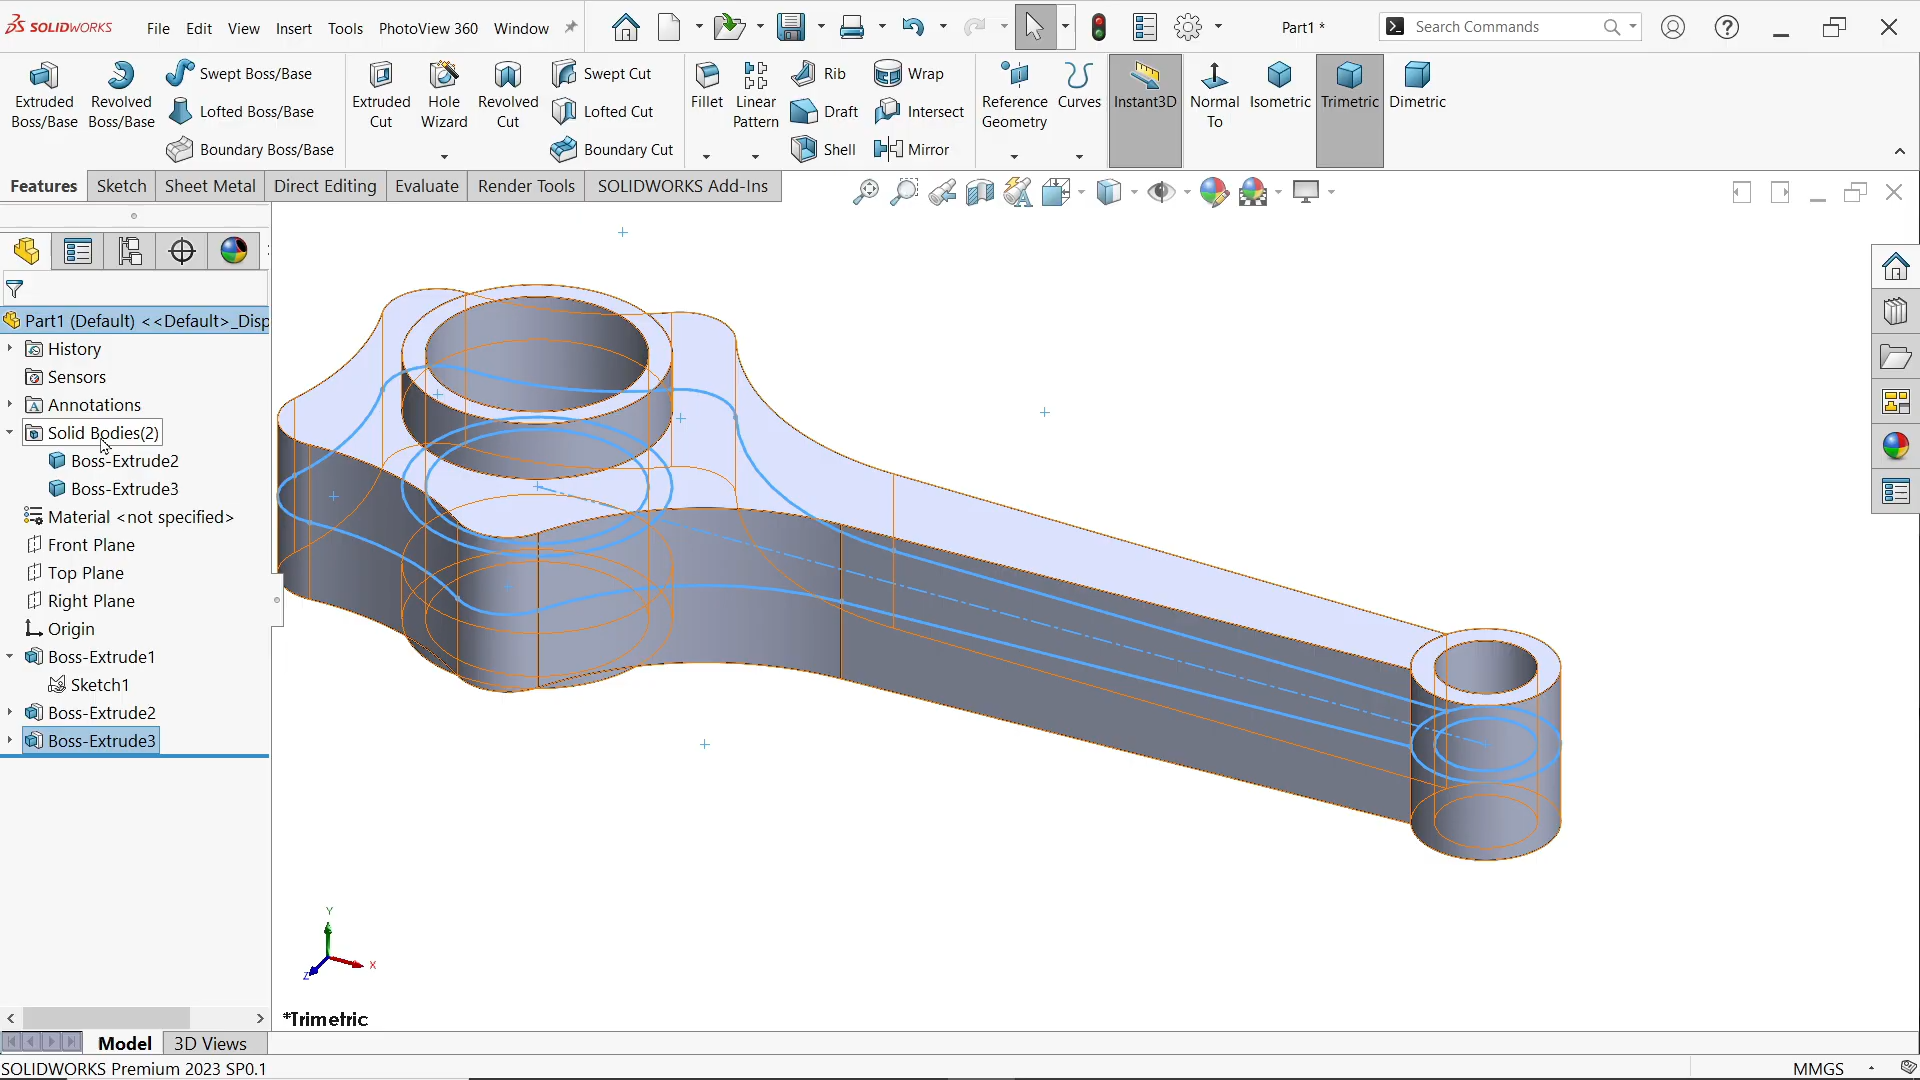 SOLIDWORKS
File Edit View Insert Tools PhotoView 360 Window
Part1 *
Search Commands
Extruded Boss/Base
Revolved Boss/Base
Swept Boss/Base
Lofted Boss/Base
Boundary Boss/Base
Extruded Cut
Hole Wizard
Revolved Cut
Swept Cut
Lofted Cut
Boundary Cut
Fillet
Linear Pattern
Rib
Draft
Shell
Wrap
Intersect
Mirror
Reference Geometry
Curves
Instant3D
Normal To
Isometric
Trimetric
Dimetric
Features Sketch Sheet Metal Direct Editing Evaluate Render Tools SOLIDWORKS Add-Ins
Part1 (Default) <<Default>_Disp
History
Sensors
Annotations
Solid Bodies(2)
Boss-Extrude2
Boss-Extrude3
Material <not specified>
Front Plane
Top Plane
Right Plane
Origin
Boss-Extrude1
Sketch1
Boss-Extrude2
Boss-Extrude3
Y
X
Z
*Trimetric
Model 3D Views
SOLIDWORKS Premium 2023 SP0.1
MMGS